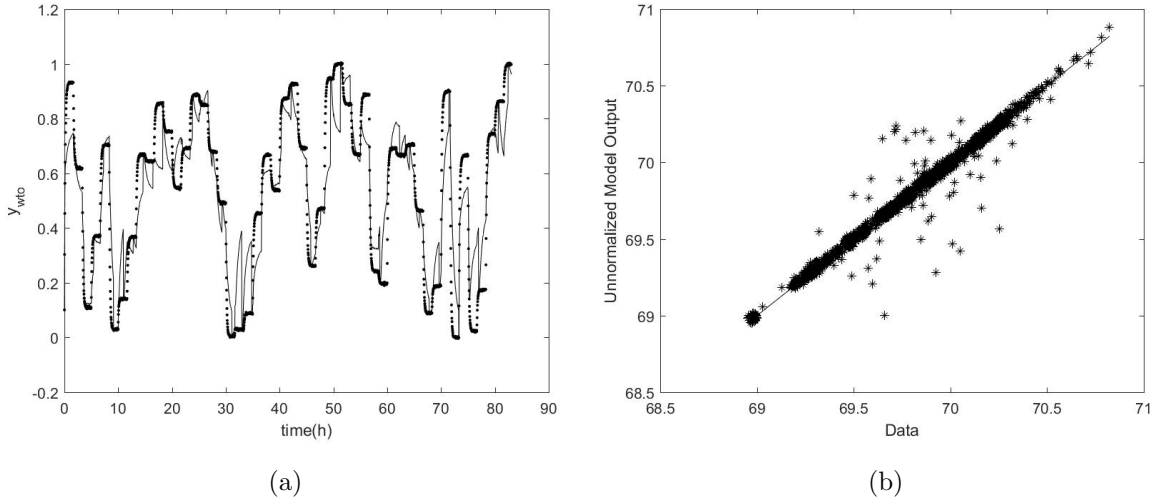 1.2
1
0.8
0.6
0.4
0.2
0
-0.2
y_wto
0 10 20 30 40 50 60 70 80 90
time(h)
(a)
71
70.5
70
69.5
69
68.5
Unnormalized Model Output
68.5 69 69.5 70 70.5 71
Data
(b)